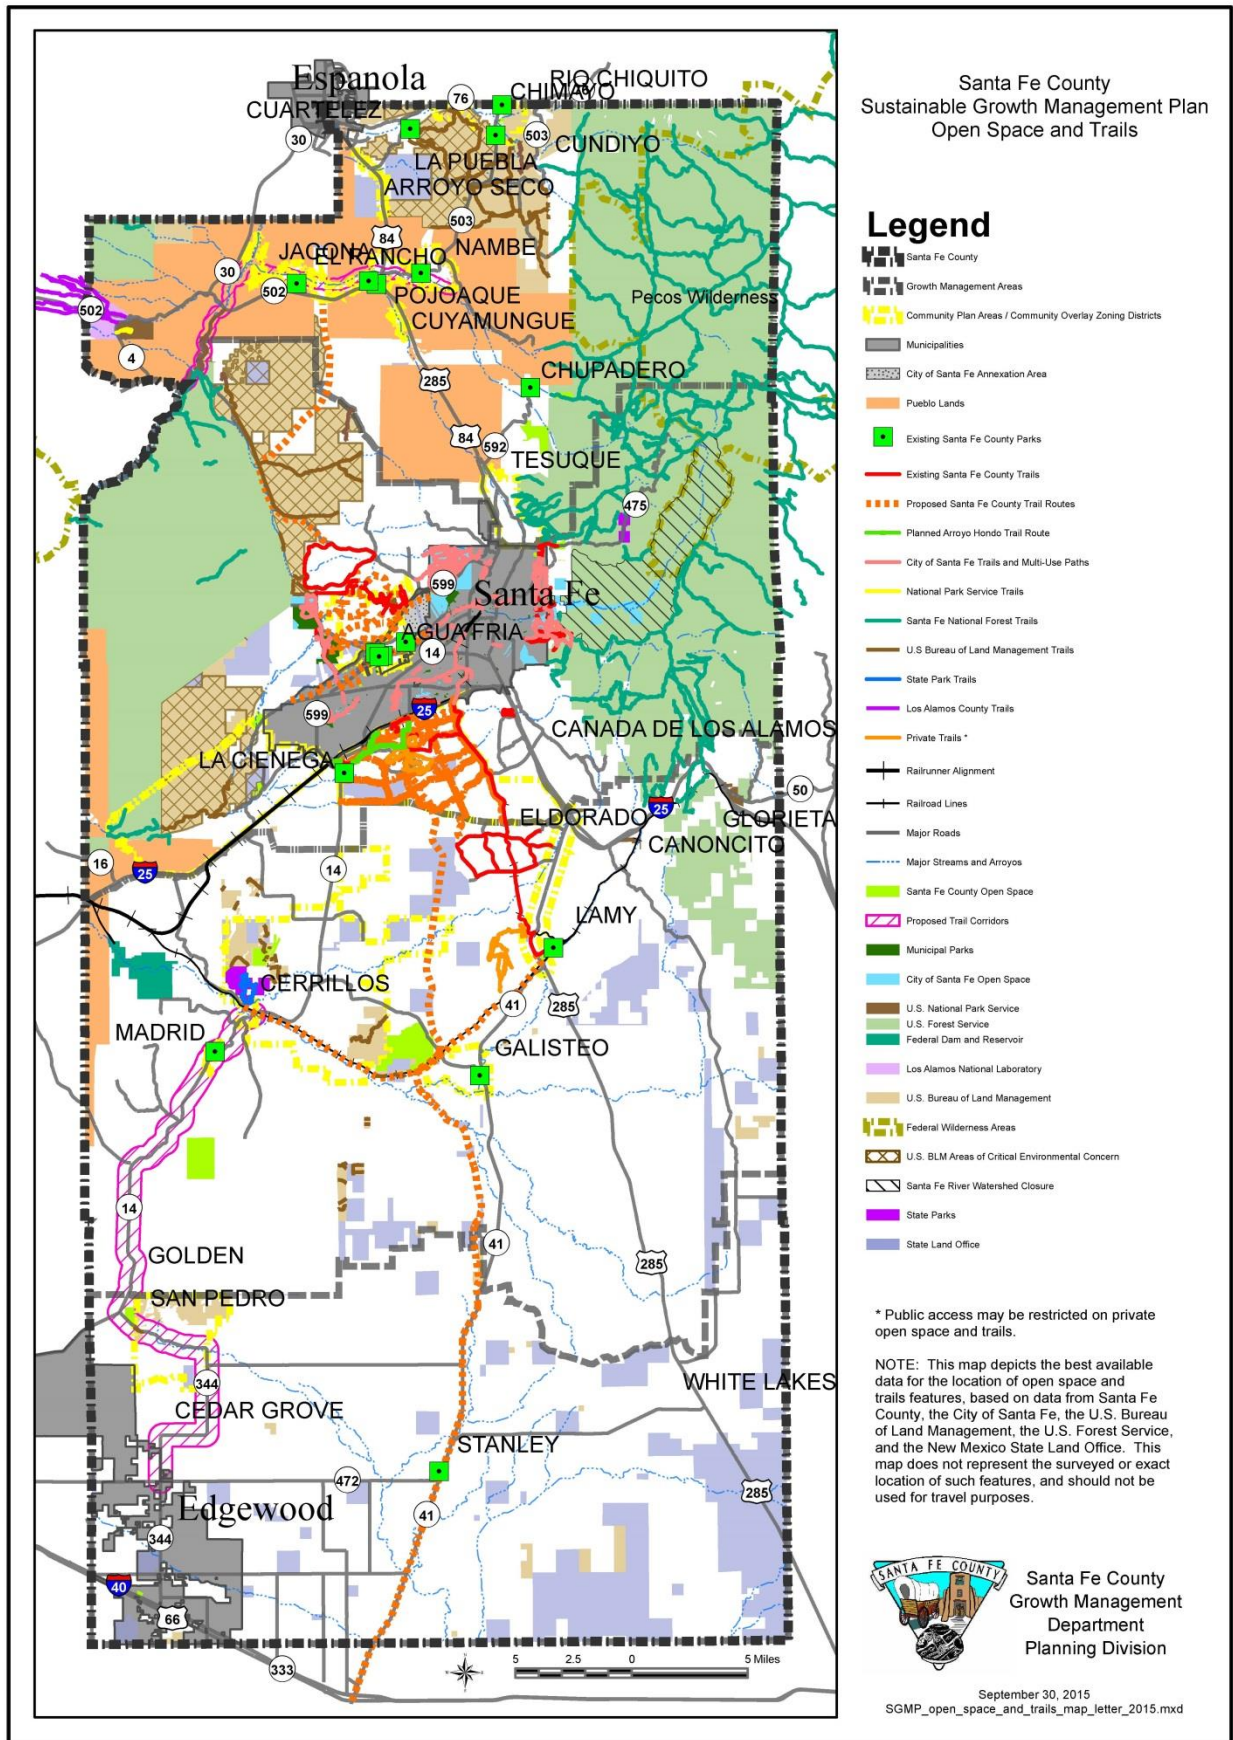 Santa Fe County
Sustainable Growth Management Plan
Open Space and Trails
Legend
Santa Fe County
Growth Management Areas
Community Plan Areas / Community Overlay Zoning Districts
Municipalities
City of Santa Fe Annexation Area
Pueblo Lands
Existing Santa Fe County Parks
Existing Santa Fe County Trails
Proposed Santa Fe County Trail Routes
Planned Arroyo Hondo Trail Route
City of Santa Fe Trails and Multi-Use Paths
National Park Service Trails
Santa Fe National Forest Trails
U.S Bureau of Land Management Trails
State Park Trails
Los Alamos County Trails
Private Trails *
Railrunner Alignment
Railroad Lines
Major Roads
Major Streams and Arroyos
Santa Fe County Open Space
Proposed Trail Corridors
Municipal Parks
City of Santa Fe Open Space
U.S. National Park Service
U.S. Forest Service
Federal Dam and Reservoir
Los Alamos National Laboratory
U.S. Bureau of Land Management
Federal Wilderness Areas
U.S. BLM Areas of Critical Environmental Concern
Santa Fe River Watershed Closure
State Parks
State Land Office
* Public access may be restricted on private
open space and trails.
NOTE: This map depicts the best available
data for the location of open space and
trails features, based on data from Santa Fe
County, the City of Santa Fe, the U.S. Bureau
of Land Management, the U.S. Forest Service,
and the New Mexico State Land Office. This
map does not represent the surveyed or exact
location of such features, and should not be
used for travel purposes.
SANTA FE COUNTY
Santa Fe County
Growth Management
Department
Planning Division
September 30, 2015
SGMP_open_space_and_trails_map_letter_2015.mxd
Espanola
RIO CHIQUITO
CHIMAYO
CUARTELEZ
76
30
503
CUNDIYO
LA PUEBLA
ARROYO SECO
503
84
NAMBE
JACONA
EL RANCHO
30
502
POJOAQUE
Pecos Wilderness
502
CUYAMUNGUE
4
CHUPADERO
285
84
592
TESUQUE
475
599
Santa Fe
AGUA FRIA
14
599
25
CANADA DE LOS ALAMOS
LA CIENEGA
50
ELDORADO
25
GLORIETA
CANONCITO
16
25
14
LAMY
CERRILLOS
41
285
MADRID
GALISTEO
14
41
GOLDEN
285
SAN PEDRO
344
WHITE LAKES
CEDAR GROVE
STANLEY
472
285
Edgewood
41
344
40
66
333
5
2.5
0
5 Miles